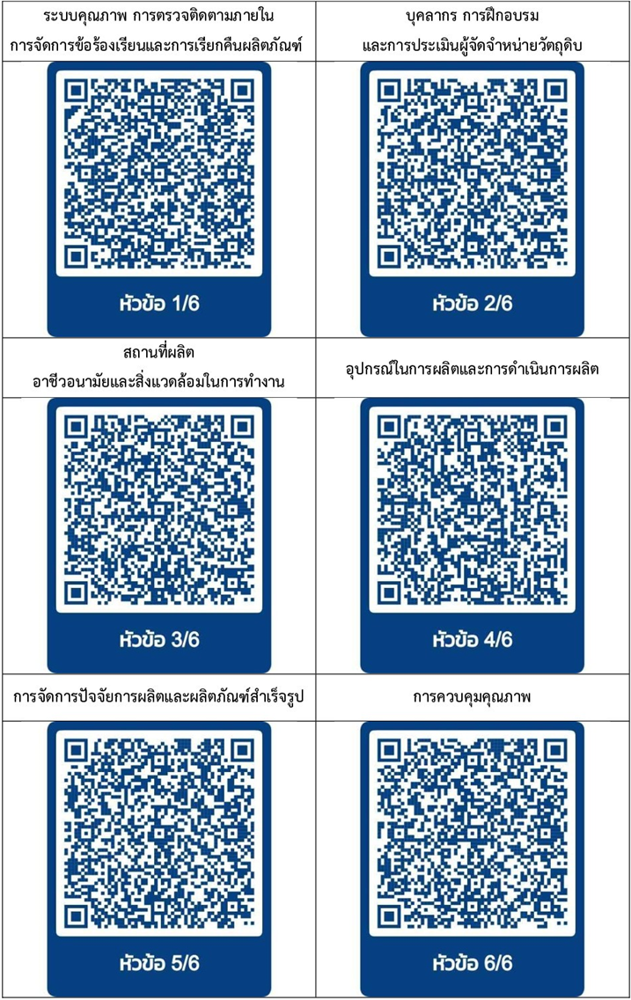 ระบบคุณภาพ การตรวจติดตามภายใน
การจัดการข้อร้องเรียนและการเรียกคืนผลิตภัณฑ์
บุคลากร การฝึกอบรม
และการประเมินผู้จัดจำหน่ายวัตถุดิบ
หัวข้อ 1/6
หัวข้อ 2/6
สถานที่ผลิต
อาชีวอนามัยและสิ่งแวดล้อมในการทำงาน
อุปกรณ์ในการผลิตและการดำเนินการผลิต
หัวข้อ 3/6
หัวข้อ 4/6
การจัดการปัจจัยการผลิตและผลิตภัณฑ์สำเร็จรูป
การควบคุมคุณภาพ
หัวข้อ 5/6
หัวข้อ 6/6